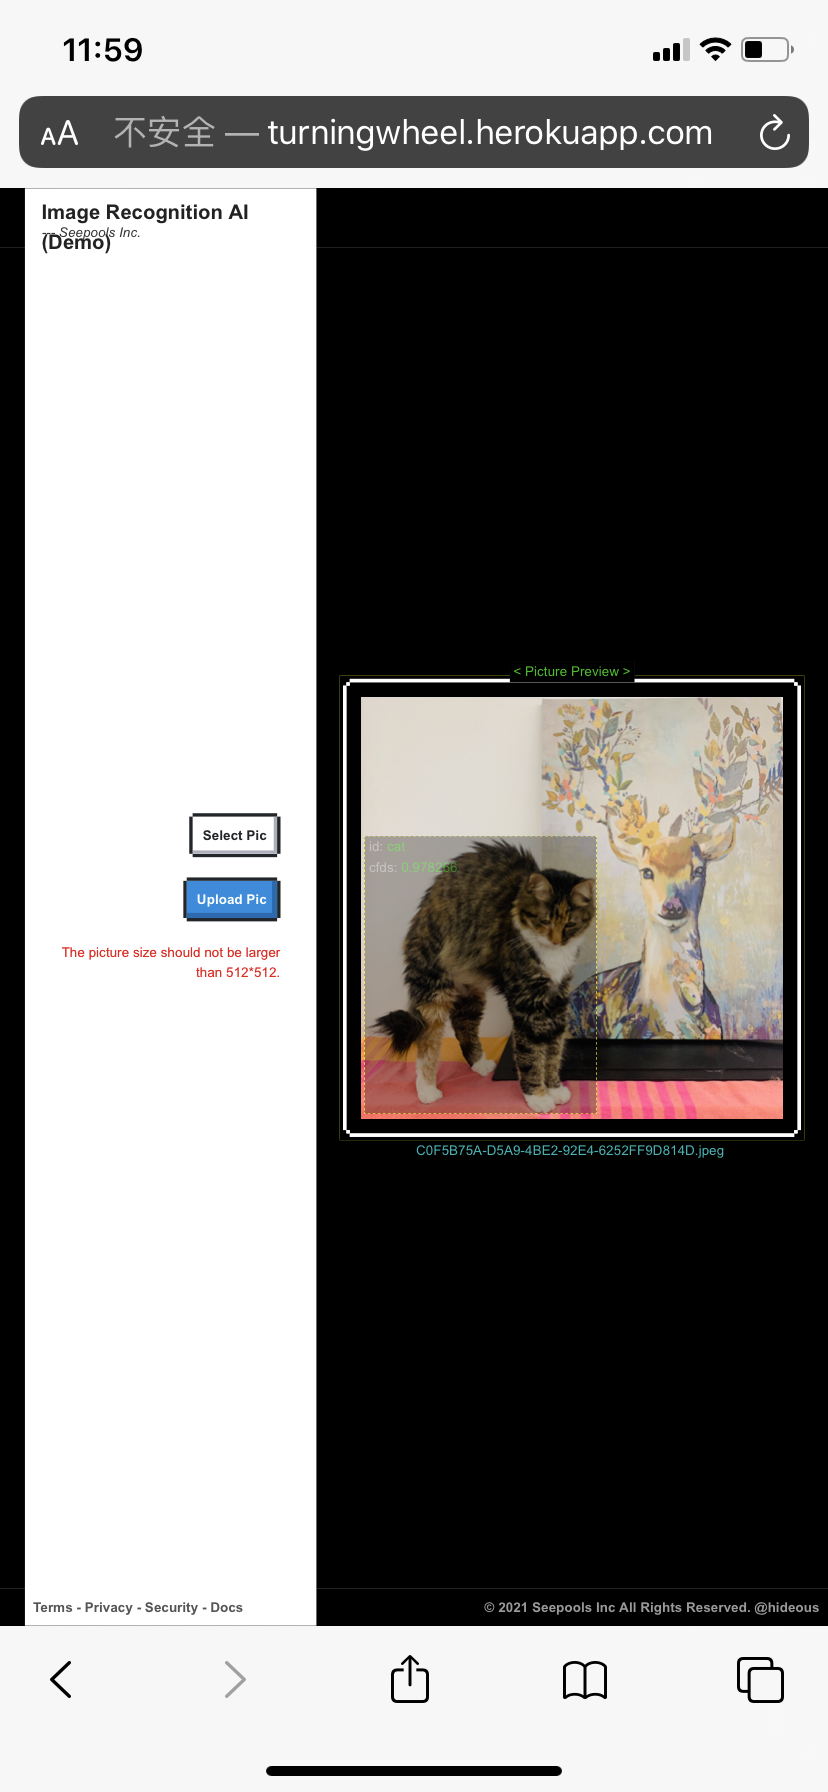 11:59
AA 不安全 — turningwheel.herokuapp.com
Image Recognition AI
(Demo)
— Seepools Inc.
< Picture Preview >
id: cat
cfds: 0.978256
Select Pic
Upload Pic
The picture size should not be larger
than 512*512.
C0F5B75A-D5A9-4BE2-92E4-6252FF9D814D.jpeg
Terms - Privacy - Security - Docs
© 2021 Seepools Inc All Rights Reserved. @hideous